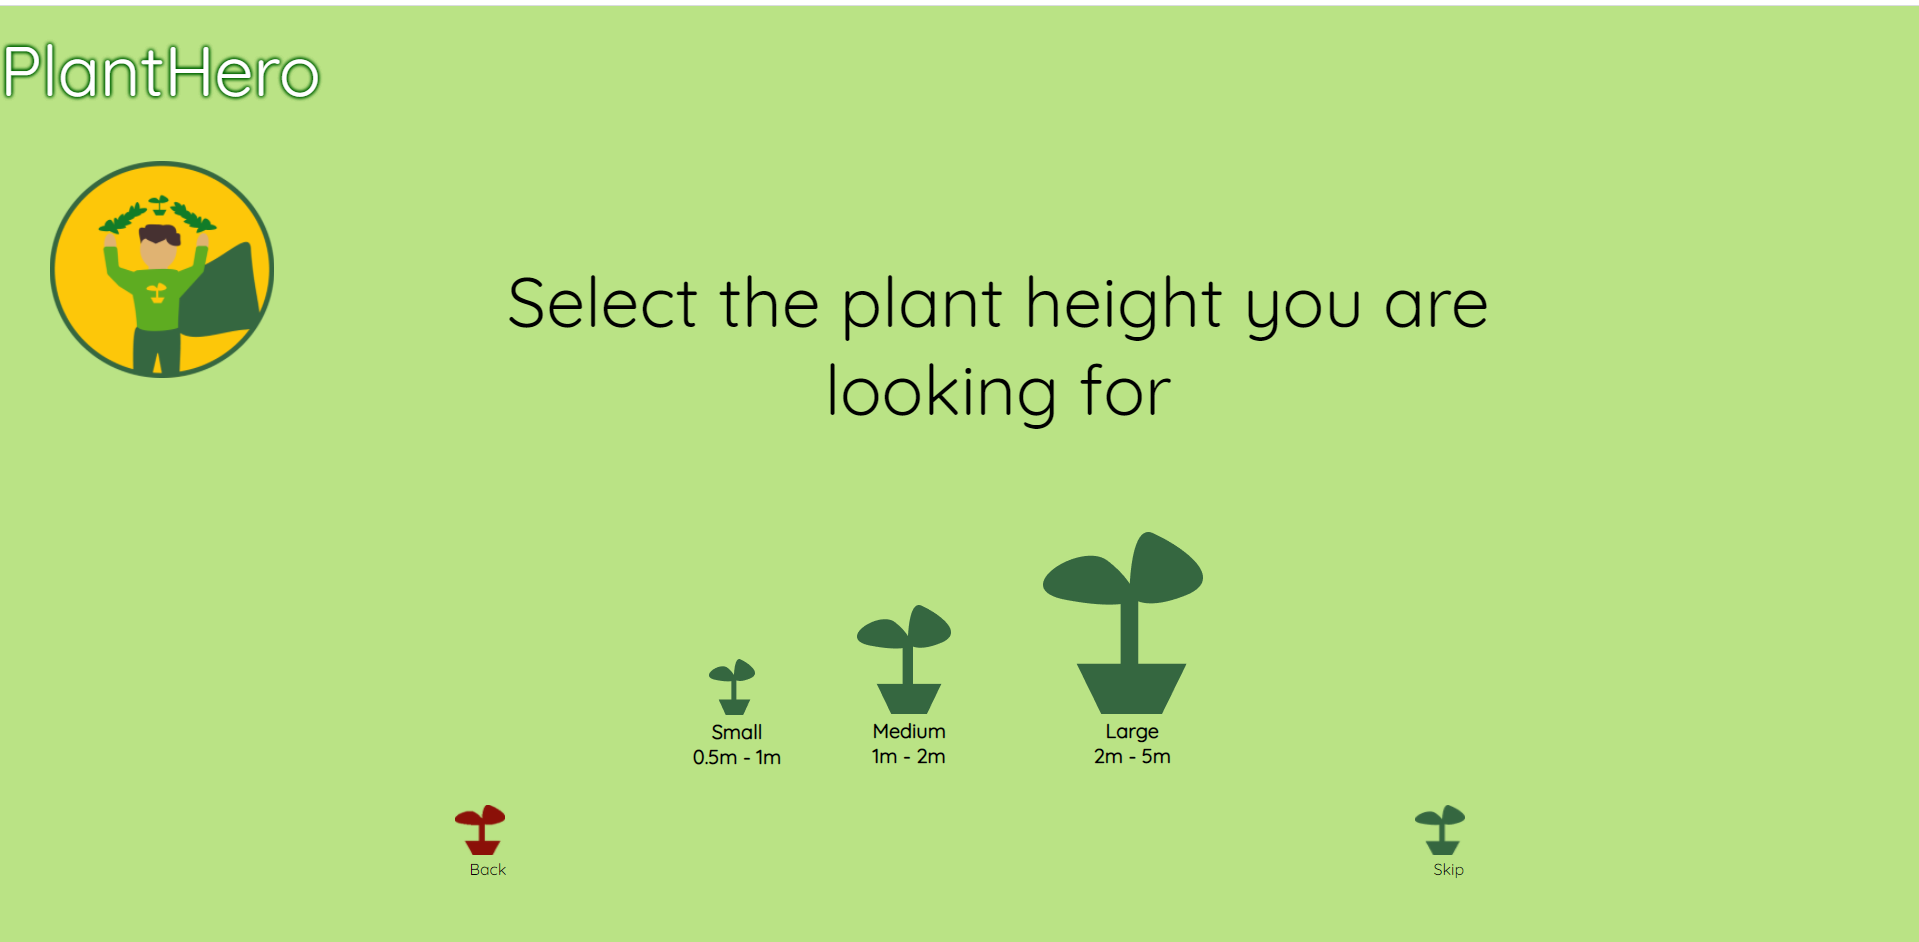 PlantHero
Select the plant height you are
looking for
Small
0.5m - 1m
Medium
1m - 2m
Large
2m - 5m
Back
Skip